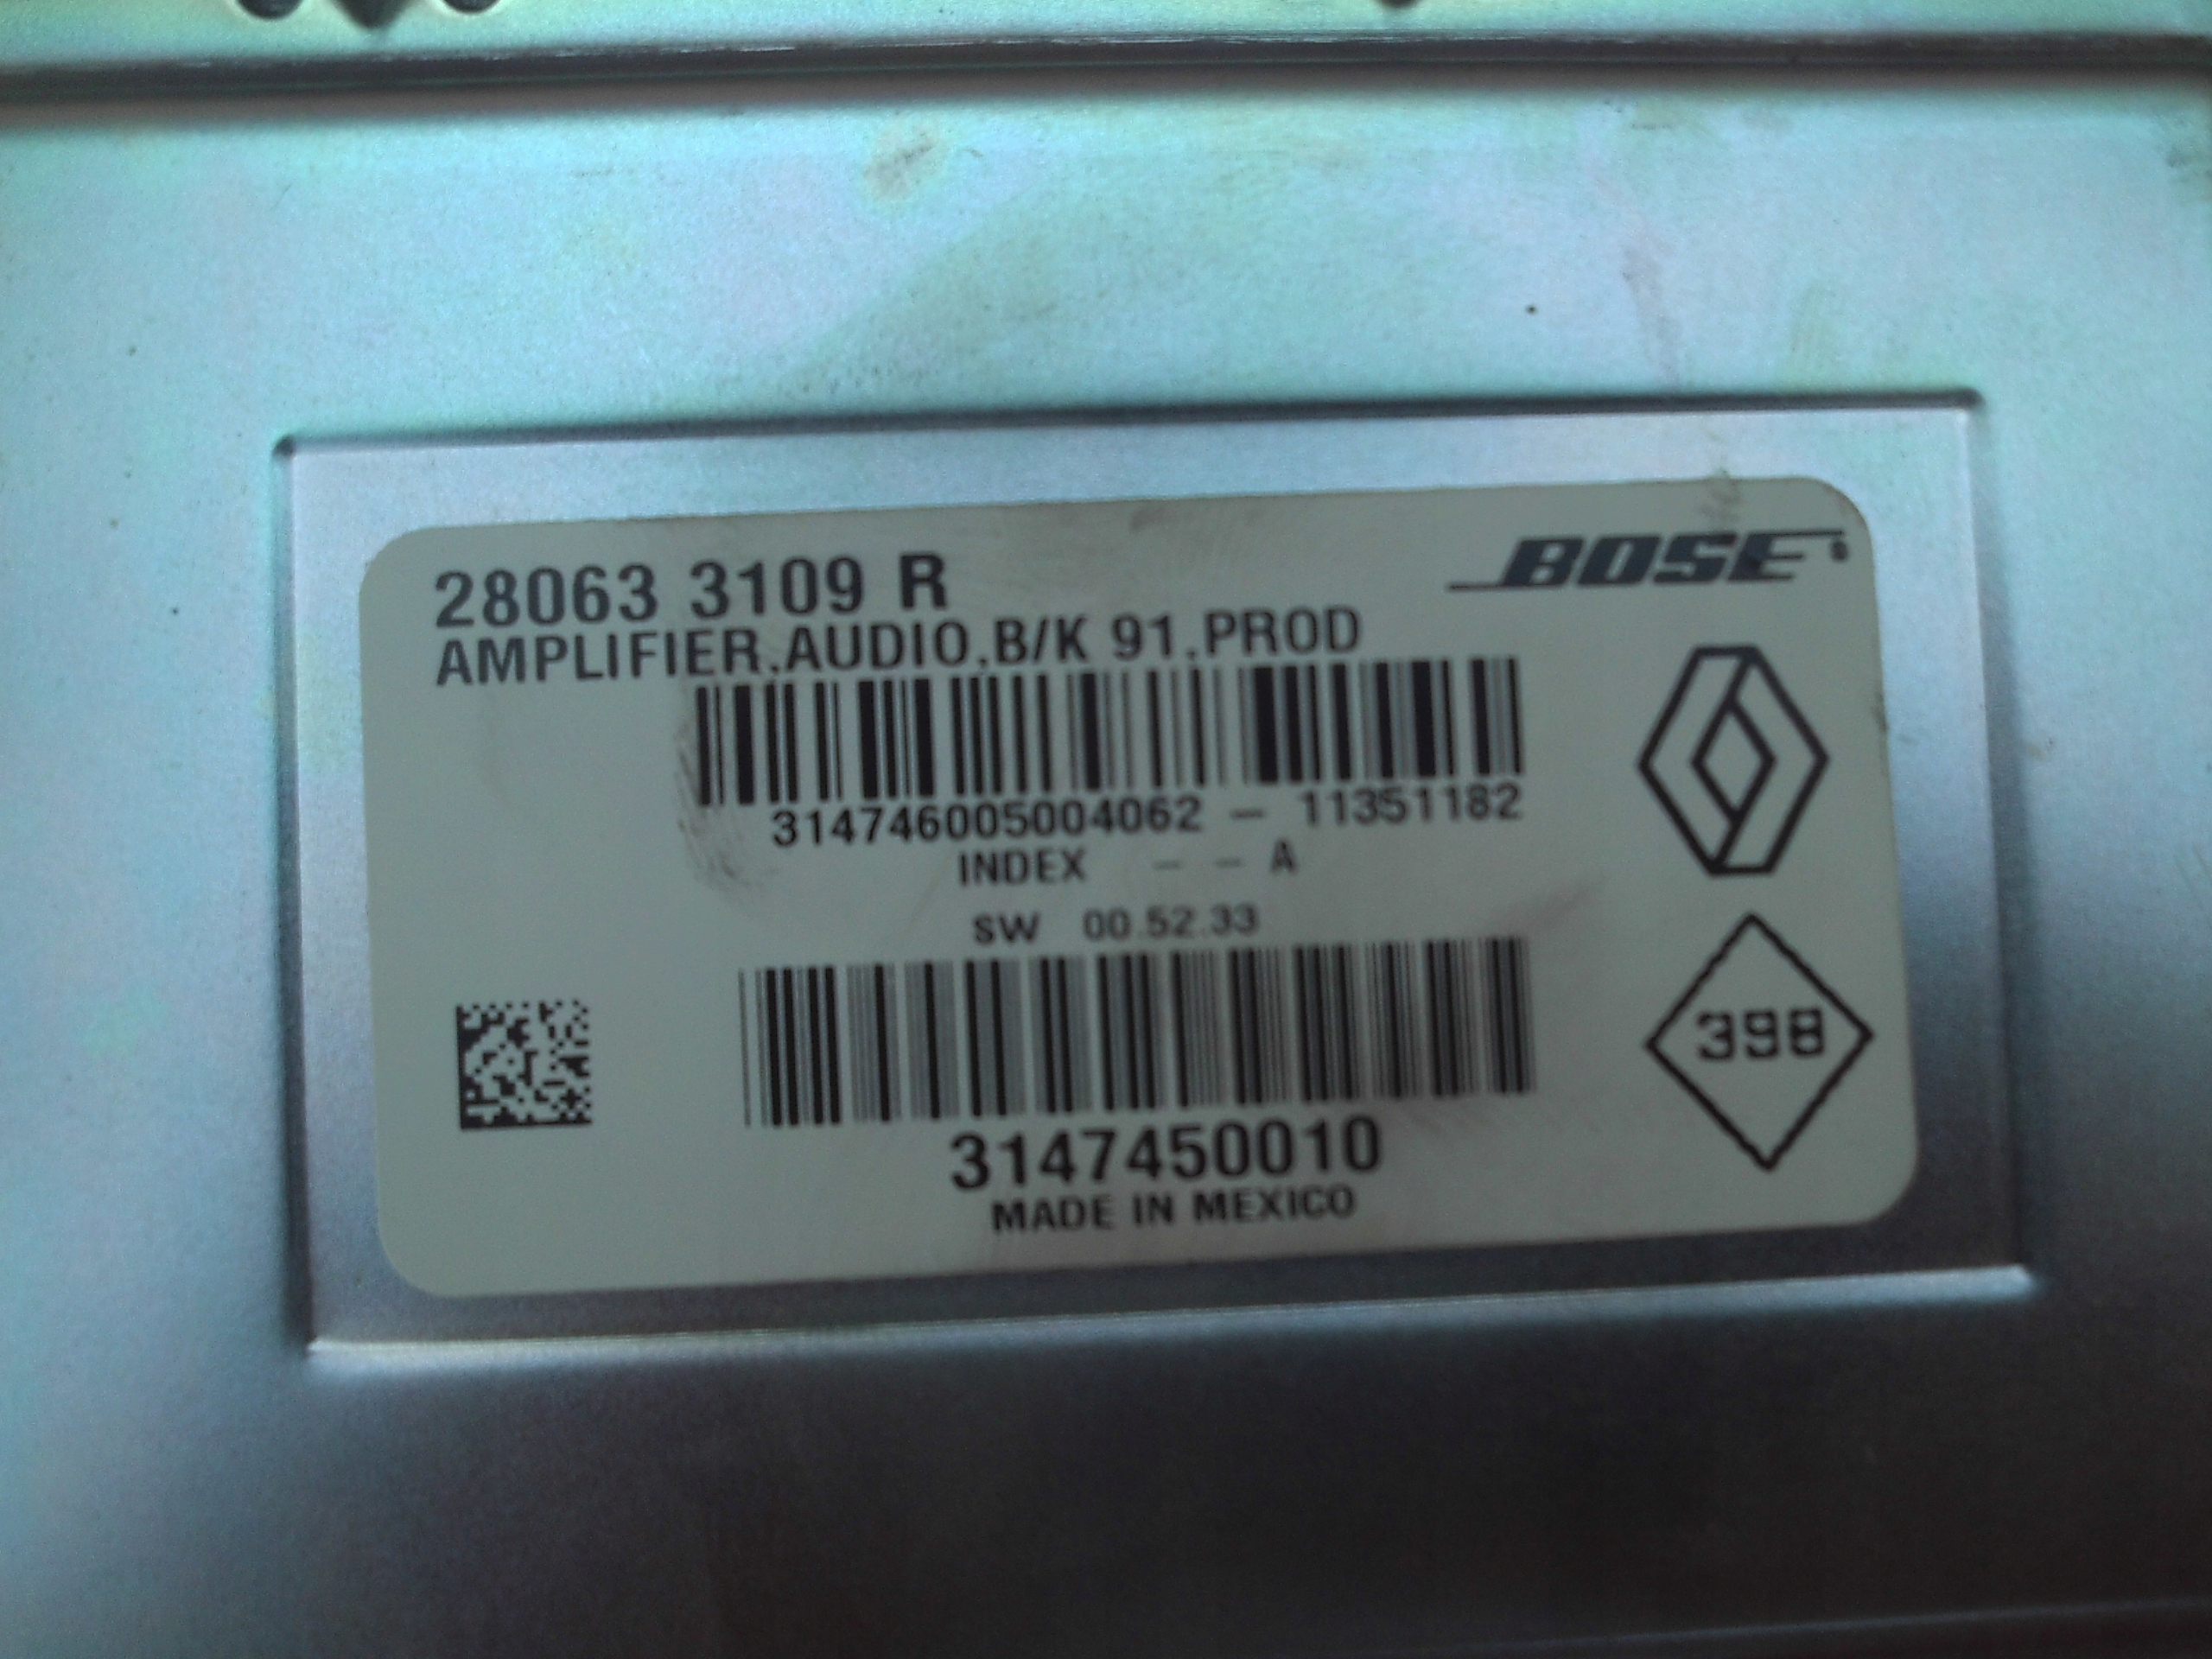 28063 3109 R
BOSE
AMPLIFIER.AUDIO.B/K 91.PROD
314746005004062 – 11351182
INDEX – – A
SW 00.52.33
398
3147450010
MADE IN MEXICO